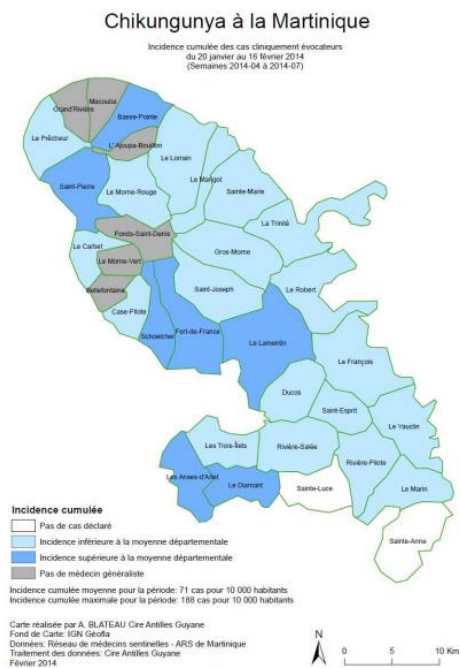 Chikungunya à la Martinique
Incidence cumulée des cas cliniquement évocateurs
du 20 janvier au 16 février 2014
(Semaines 2014-04 à 2014-07)
Macouba
Grand'Rivière
Basse-Pointe
Le Prêcheur
L'Ajoupa-Bouillon
Le Lorrain
Le Marigot
Saint-Pierre
Le Morne-Rouge
Sainte-Marie
La Trinité
Fonds-Saint-Denis
Le Carbet
Gros-Morne
Le Morne-Vert
Bellefontaine
Saint-Joseph
Le Robert
Case-Pilote
Schoelcher
Fort-de-France
Le Lamentin
Le François
Ducos
Saint-Esprit
Le Vauclin
Les Trois-Îlets
Rivière-Salée
Rivière-Pilote
Les Anses-d'Arlet
Le Diamant
Sainte-Luce
Le Marin
Sainte-Anne
Incidence cumulée
Pas de cas déclaré
Incidence inférieure à la moyenne départementale
Incidence supérieure à la moyenne départementale
Pas de médecin généraliste
Incidence cumulée moyenne pour la période: 71 cas pour 10 000 habitants
Incidence cumulée maximale pour la période: 188 cas pour 10 000 habitants
Carte réalisée par A. BLATEAU Cire Antilles Guyane
Fond de Carte: IGN Géofla
Données: Réseau de médecins sentinelles - ARS de Martinique
Traitement des données: Cire Antilles Guyane
Février 2014
N
0 5 10 Km